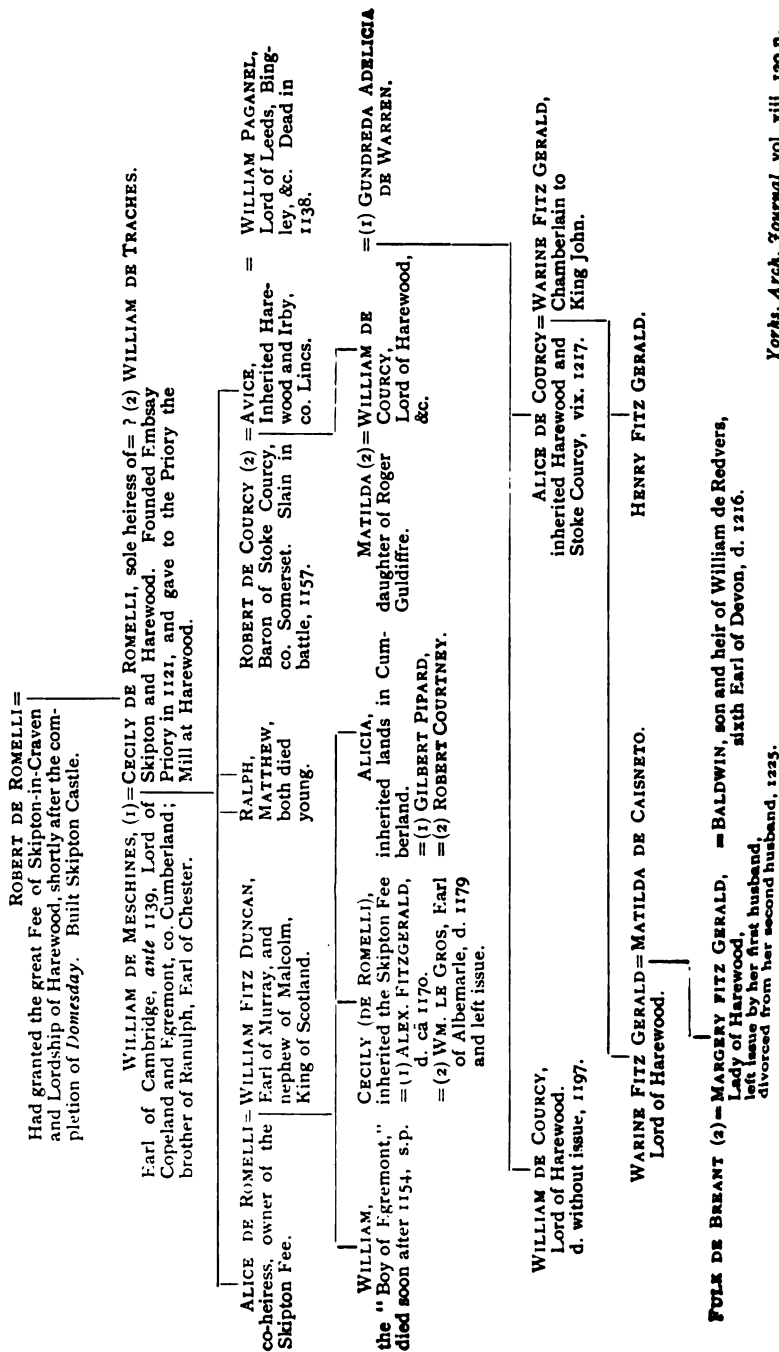 ROBERT DE ROMELLI=
Had granted the great Fee of Skipton-in-Craven
and Lordship of Harewood, shortly after the com-
pletion of Domesday. Built Skipton Castle.
WILLIAM DE MESCHINES, (1)=CECILY DE ROMELLI, sole heiress of= ? (2) WILLIAM DE TRACHES.
Earl of Cambridge, ante 1139, Lord of
Copeland and Egremont, co. Cumberland;
brother of Ranulph, Earl of Chester.
Skipton and Harewood. Founded Embsay
Priory in 1121, and gave to the Priory the
Mill at Harewood.
ALICE DE ROMELLI=WILLIAM FITZ DUNCAN,
co-heiress, owner of the
Skipton Fee.
Earl of Murray, and
nephew of Malcolm,
King of Scotland.
RALPH,
MATTHEW,
both died
young.
ROBERT DE COURCY (2) = AVICE, =
Baron of Stoke Courcy,
co. Somerset. Slain in
battle, 1157.
Inherited Hare-
wood and Irby,
co. Lincs.
WILLIAM PAGANEL,
Lord of Leeds, Bing-
ley, &c. Dead in
1138.
WILLIAM,
the "Boy of Egremont,"
died soon after 1154, s.p.
CECILY (DE ROMELLI),
inherited the Skipton Fee
=(1) ALEX. FITZGERALD,
d. câ 1170.
=(2) WM. LE GROS, Earl
of Albemarle, d. 1179
and left issue.
ALICIA,
inherited lands in Cum-
berland.
=(1) GILBERT PIPARD,
=(2) ROBERT COURTNEY.
MATILDA (2)=WILLIAM DE
daughter of Roger
Guldiffre.
COURCY,
Lord of Harewood,
&c.
=(1) GUNDREDA ADELICIA
DE WARREN.
WILLIAM DE COURCY,
Lord of Harewood.
d. without issue, 1197.
ALICE DE COURCY=WARINE FITZ GERALD,
inherited Harewood and
Stoke Courcy, vix. 1217.
Chamberlain to
King John.
WARINE FITZ GERALD=MATILDA DE CAISNETO.
Lord of Harewood.
HENRY FITZ GERALD.
FULK DE BREANT (2)=MARGERY FITZ GERALD, =BALDWIN, son and heir of William de Redvers,
Lady of Harewood,
left issue by her first husband,
divorced from her second husband, 1225.
sixth Earl of Devon, d. 1216.
Yorks. Arch. Journal vol. xiii, 120 n.